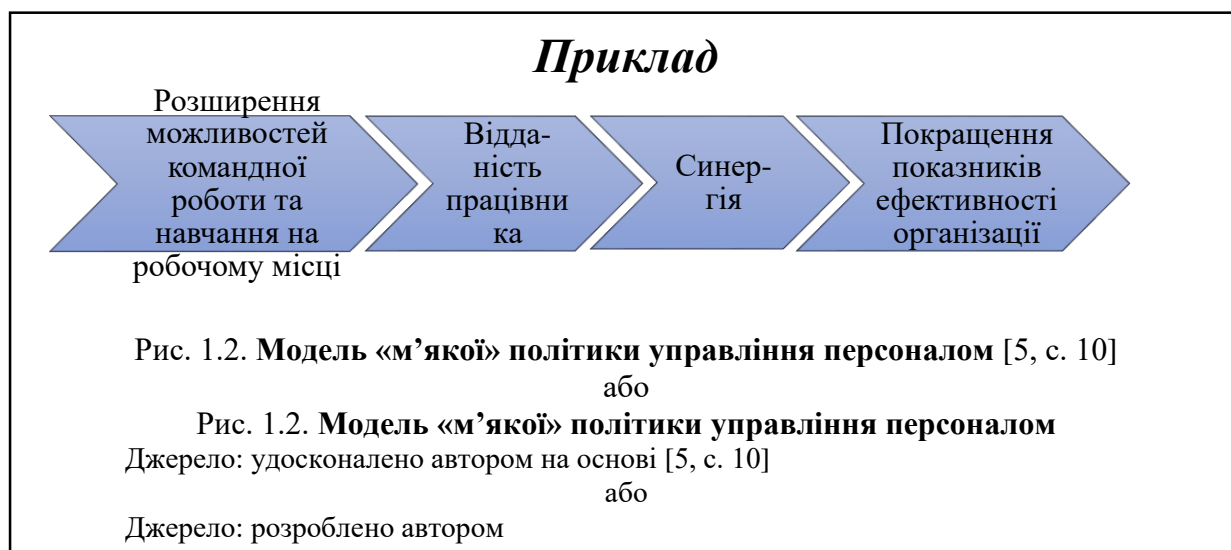 Приклад
Розширення
можливостей
командної
роботи та
навчання на
робочому місці
Відда-
ність
працівни
ка
Синер-
гія
Покращення
показників
ефективності
організації
Рис. 1.2. Модель «м’якої» політики управління персоналом [5, с. 10]
або
Рис. 1.2. Модель «м’якої» політики управління персоналом
Джерело: удосконалено автором на основі [5, с. 10]
або
Джерело: розроблено автором